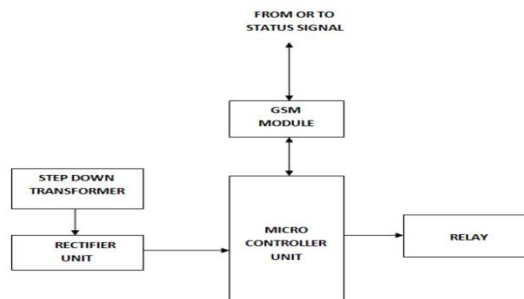 FROM OR TO
STATUS SIGNAL
GSM
MODULE
STEP DOWN
TRANSFORMER
RECTIFIER
UNIT
MICRO
CONTROLLER
UNIT
RELAY